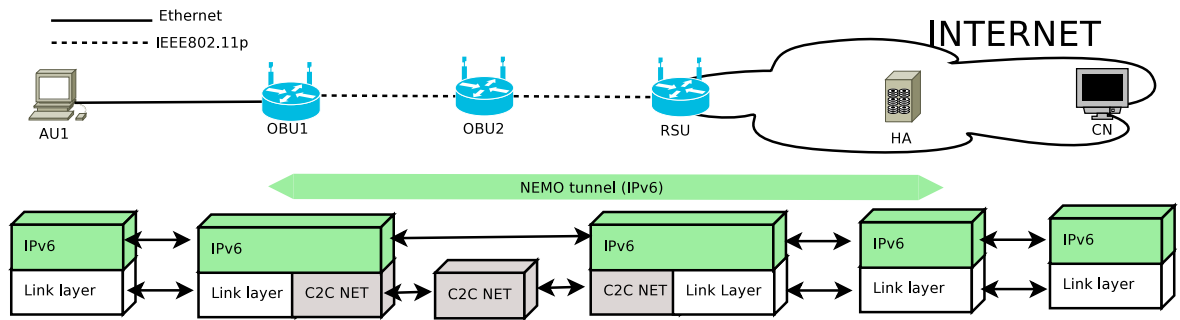 Ethernet
IEEE802.11p
INTERNET
AU1
OBU1
OBU2
RSU
HA
CN
NEMO tunnel (IPv6)
IPv6
IPv6
IPv6
IPv6
IPv6
Link layer
Link layer
C2C NET
C2C NET
C2C NET
Link Layer
Link layer
Link layer